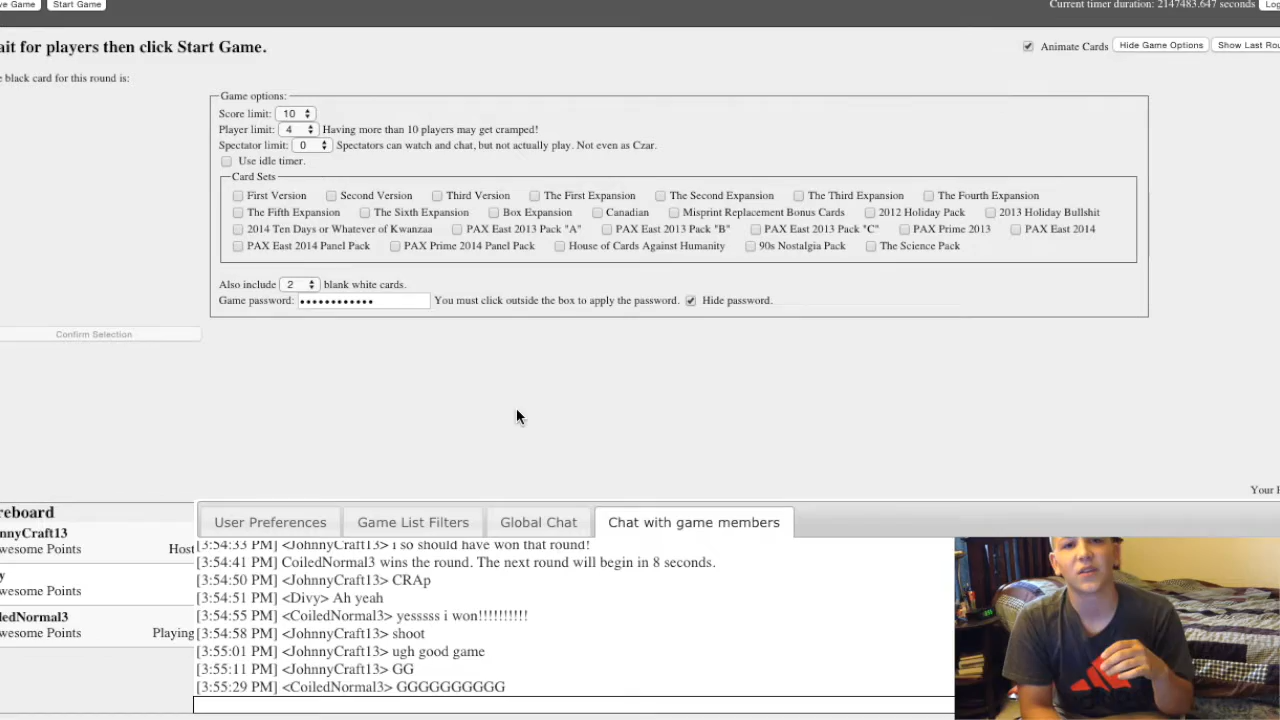 ve Game Start Game Current timer duration: 2147483.647 seconds Log
ait for players then click Start Game. Animate Cards Hide Game Options Show Last Rou
e black card for this round is:
Game options:
Score limit: 10
Player limit: 4 Having more than 10 players may get cramped!
Spectator limit: 0 Spectators can watch and chat, but not actually play. Not even as Czar.
Use idle timer.
Card Sets
First Version Second Version Third Version The First Expansion The Second Expansion The Third Expansion The Fourth Expansion
The Fifth Expansion The Sixth Expansion Box Expansion Canadian Misprint Replacement Bonus Cards 2012 Holiday Pack 2013 Holiday Bullshit
2014 Ten Days or Whatever of Kwanzaa PAX East 2013 Pack "A" PAX East 2013 Pack "B" PAX East 2013 Pack "C" PAX Prime 2013 PAX East 2014
PAX East 2014 Panel Pack PAX Prime 2014 Panel Pack House of Cards Against Humanity 90s Nostalgia Pack The Science Pack
Also include 2 blank white cards.
Game password: •••••••••••• You must click outside the box to apply the password. Hide password.
Confirm Selection
Your H
reboard
nnyCraft13
wesome Points Host
y
wesome Points
ledNormal3
wesome Points Playing
User Preferences Game List Filters Global Chat Chat with game members
[3:54:33 PM] <JohnnyCraft13> i so should have won that round!
[3:54:41 PM] CoiledNormal3 wins the round. The next round will begin in 8 seconds.
[3:54:50 PM] <JohnnyCraft13> CRAp
[3:54:51 PM] <Divy> Ah yeah
[3:54:55 PM] <CoiledNormal3> yesssss i won!!!!!!!!!!
[3:54:58 PM] <JohnnyCraft13> shoot
[3:55:01 PM] <JohnnyCraft13> ugh good game
[3:55:11 PM] <JohnnyCraft13> GG
[3:55:29 PM] <CoiledNormal3> GGGGGGGGGG